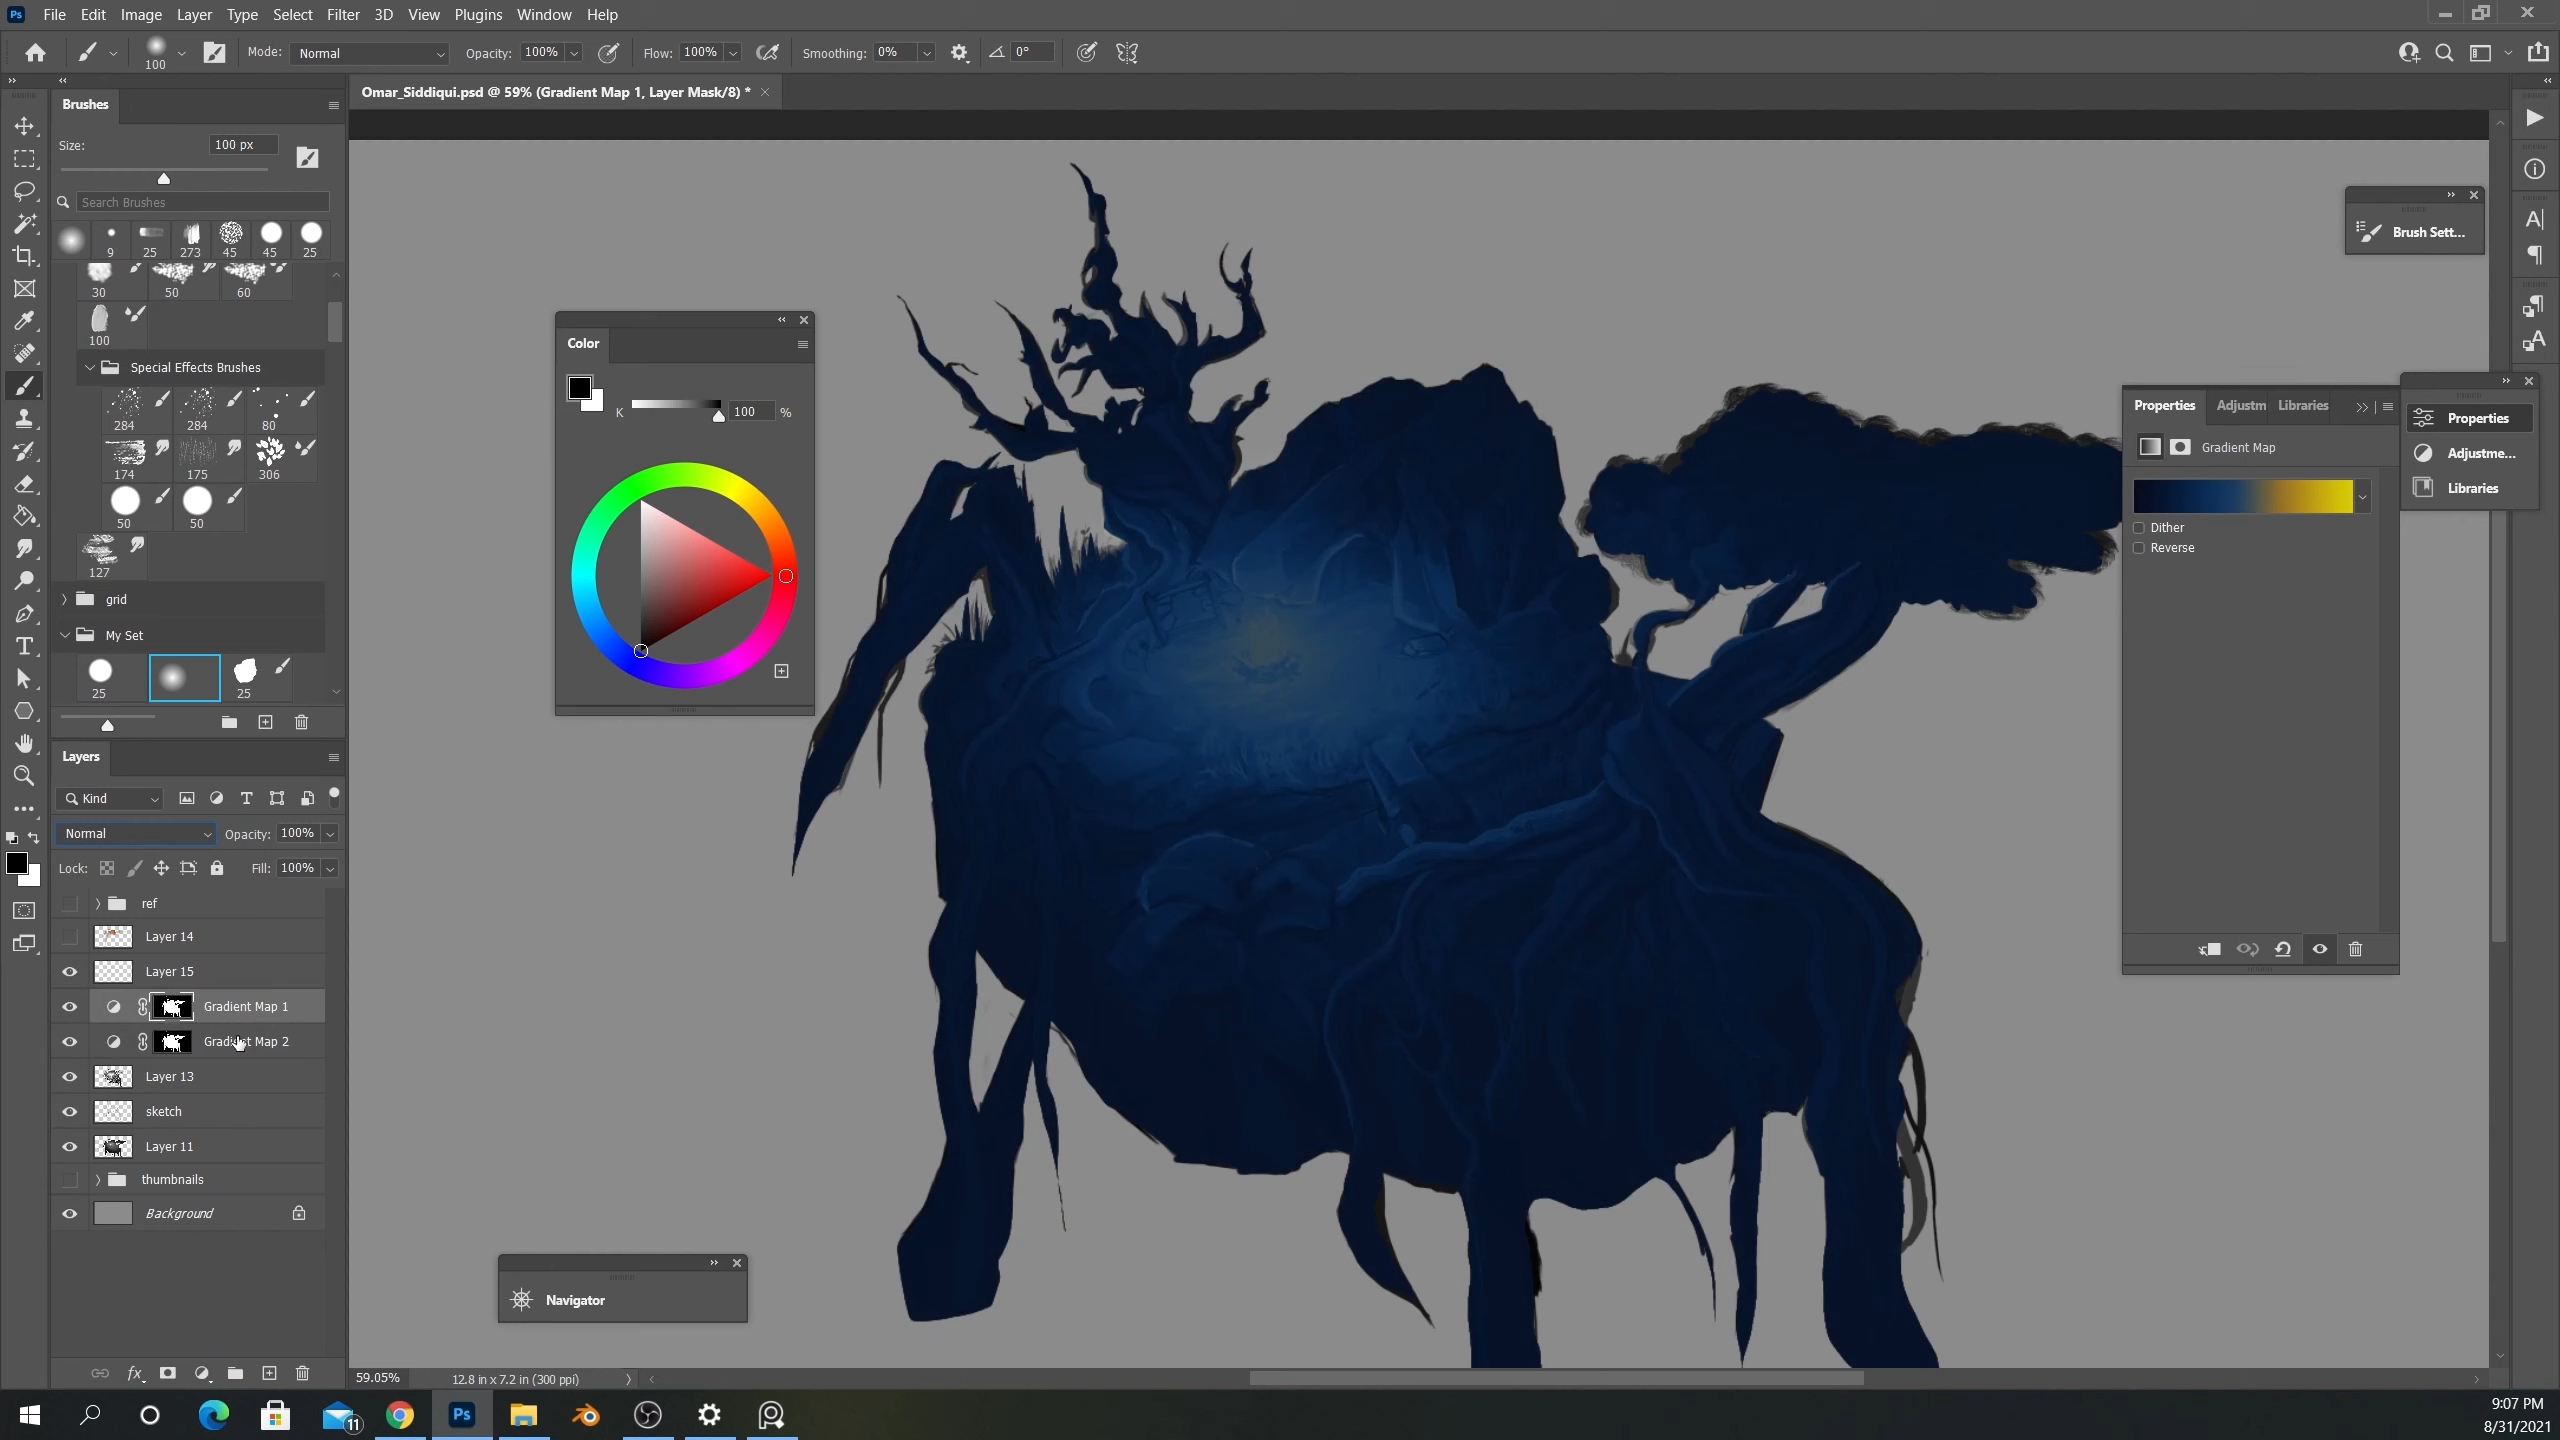 Ps File Edit Image Layer Type Select Filter 3D View Plugins Window Help
100 Mode: Normal Opacity: 100% Flow: 100% Smoothing: 0% 0°
Omar_Siddiqui.psd @ 59% (Gradient Map 1, Layer Mask/8) *
Brushes
Size: 100 px
Search Brushes
9 25 273 45 45 25
30 50 60
100
Special Effects Brushes
284 284 80
174 175 306
50 50
127
grid
My Set
25 25
Color
K 100 %
Brush Sett...
Properties Adjustm Libraries
Gradient Map
Dither
Reverse
Properties
Adjustme...
Libraries
Layers
Kind
Normal Opacity: 100%
Lock: Fill: 100%
ref
Layer 14
Layer 15
Gradient Map 1
Gradient Map 2
Layer 13
sketch
Layer 11
thumbnails
Background
Navigator
59.05% 12.8 in x 7.2 in (300 ppi)
11 Ps
9:07 PM
8/31/2021